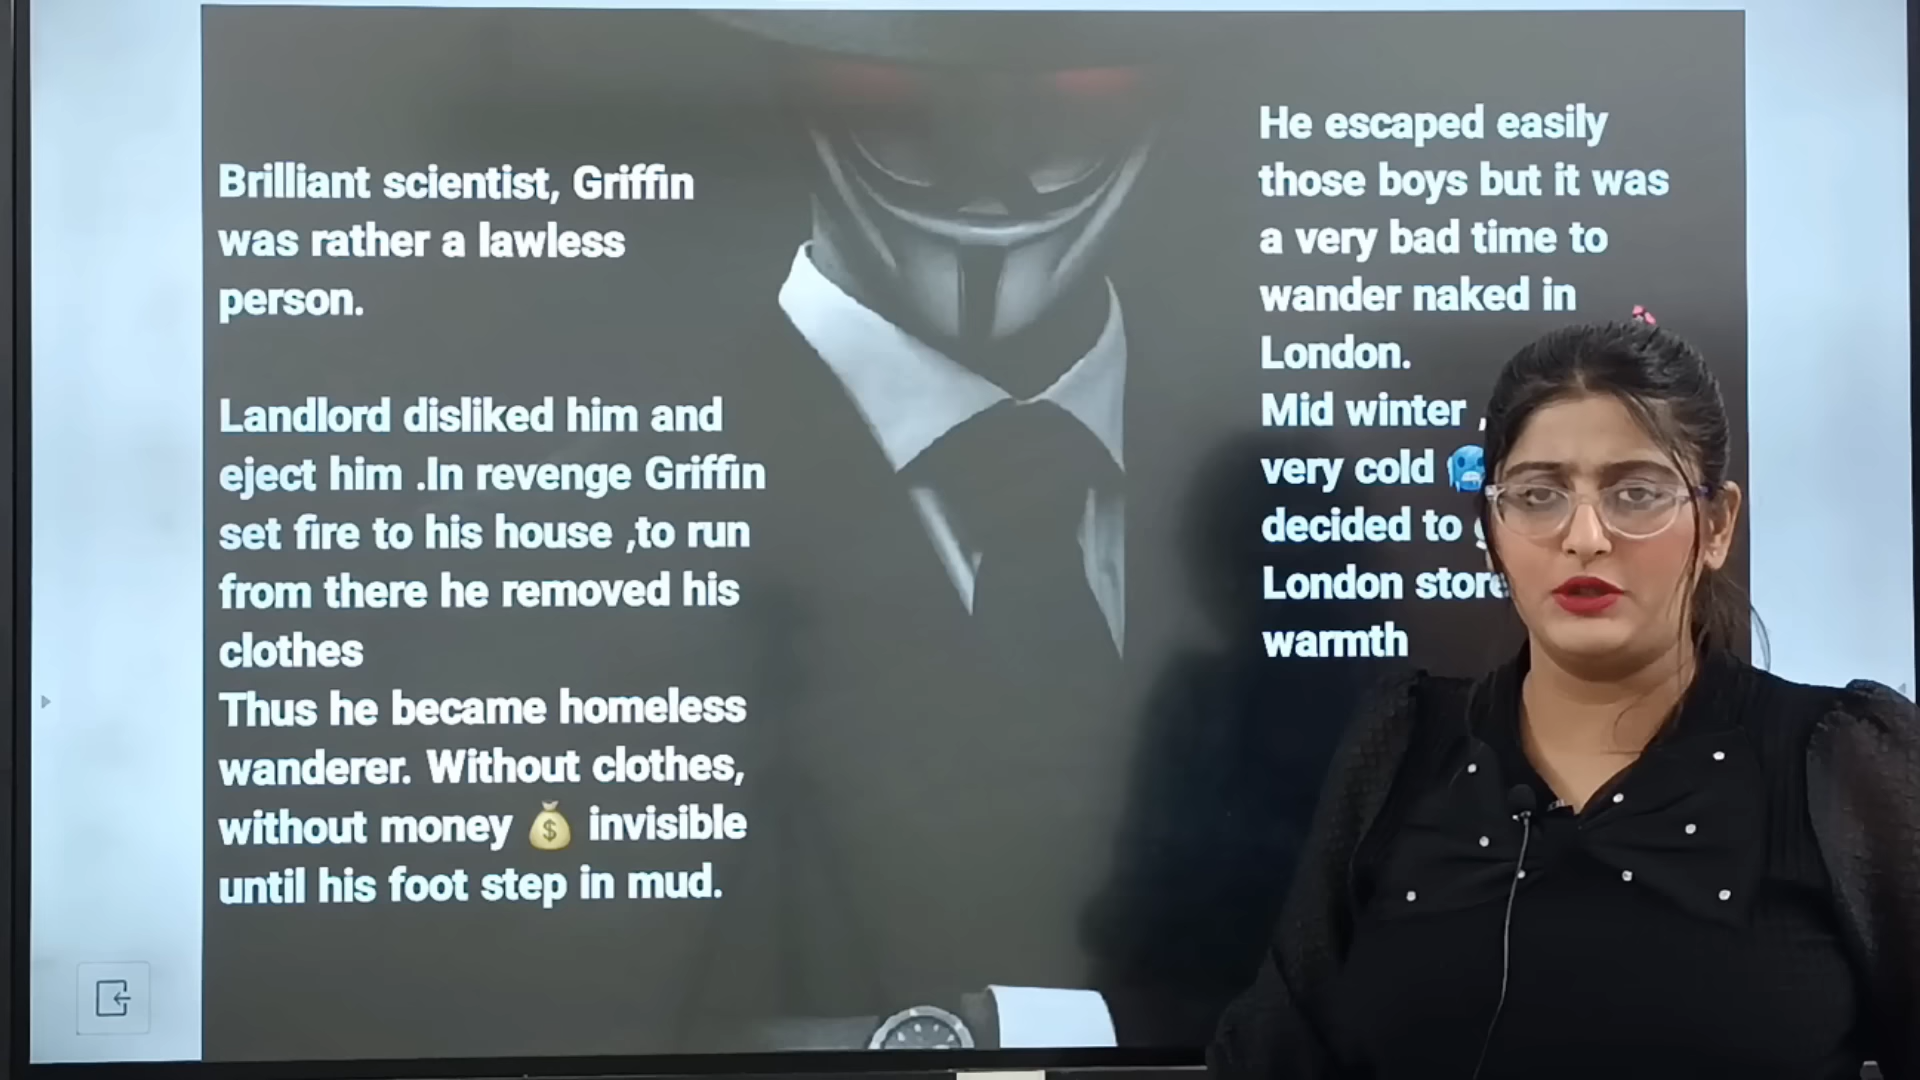 Brilliant scientist, Griffin
was rather a lawless
person.
Landlord disliked him and
eject him .In revenge Griffin
set fire to his house ,to run
from there he removed his
clothes
Thus he became homeless
wanderer. Without clothes,
without money 💰 invisible
until his foot step in mud.
He escaped easily
those boys but it was
a very bad time to
wander naked in
London.
Mid winter ,
very cold 🥶
decided to
London store
warmth